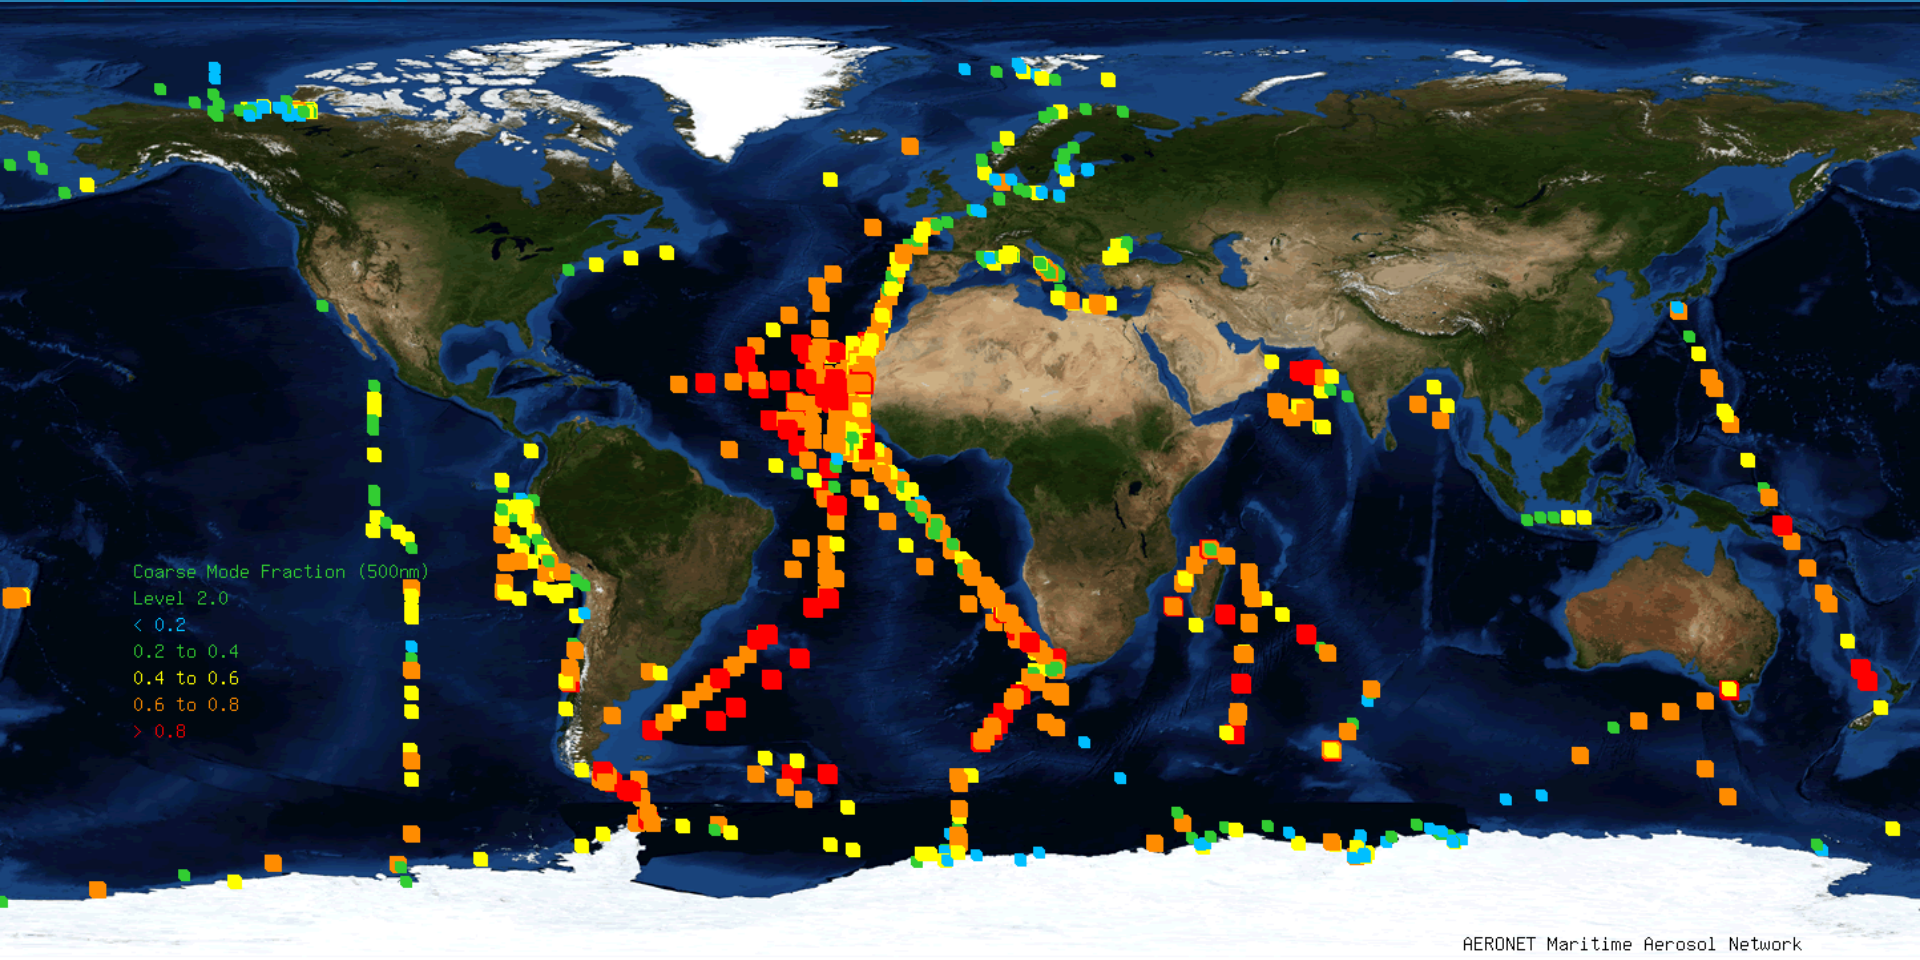 Coarse Mode Fraction (500nm)
Level 2.0
< 0.2
0.2 to 0.4
0.4 to 0.6
0.6 to 0.8
> 0.8
AERONET Maritime Aerosol Network